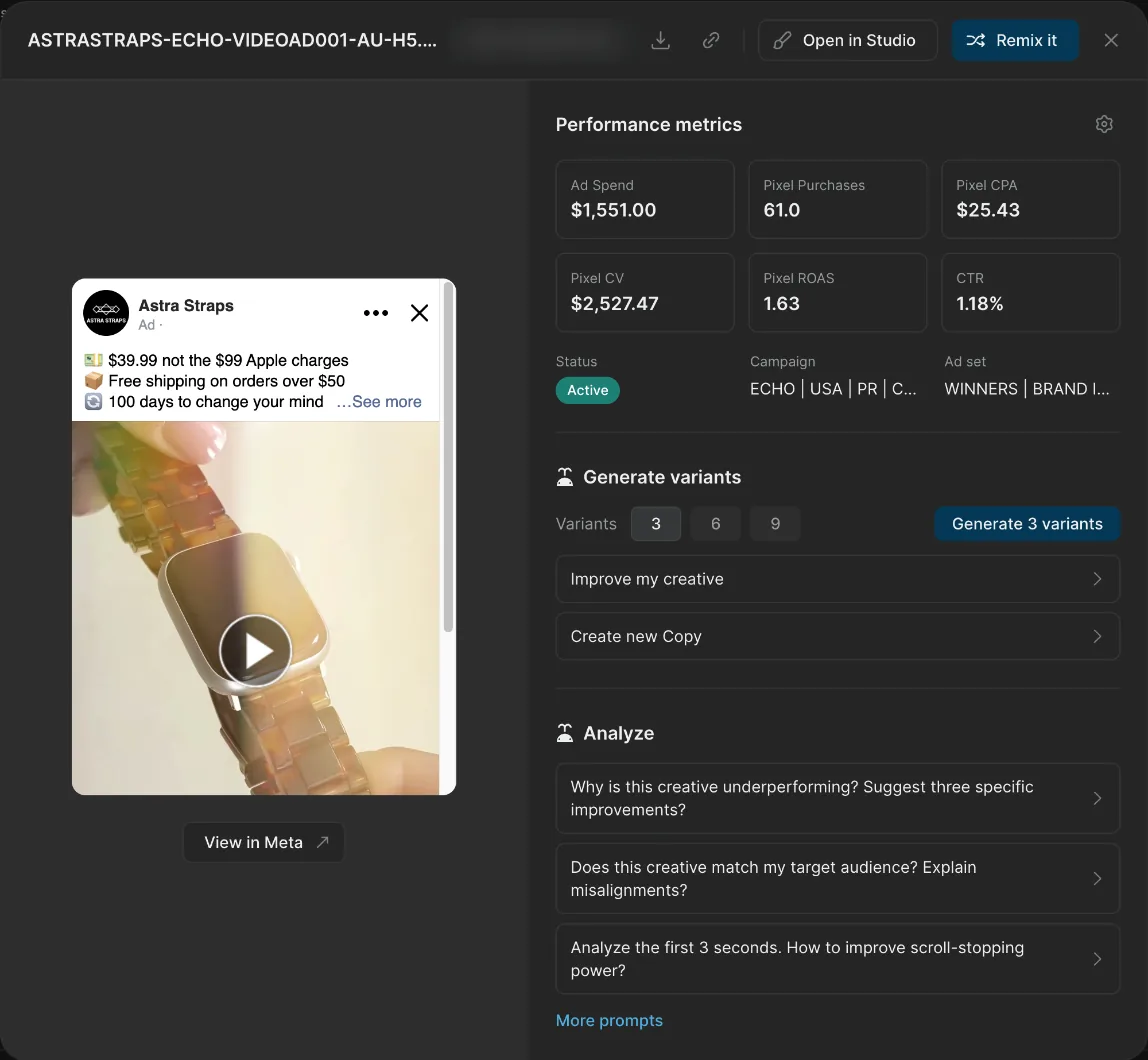 ASTRASTRAPS-ECHO-VIDEOAD001-AU-H5....
Open in Studio
Remix it
Astra Straps
Ad ·
ASTRA STRAPS
💵 $39.99 not the $99 Apple charges
📦 Free shipping on orders over $50
🔄 100 days to change your mind ...See more
View in Meta
Performance metrics
Ad Spend
$1,551.00
Pixel Purchases
61.0
Pixel CPA
$25.43
Pixel CV
$2,527.47
Pixel ROAS
1.63
CTR
1.18%
Status
Active
Campaign
ECHO | USA | PR | C...
Ad set
WINNERS | BRAND I...
Generate variants
Variants
3
6
9
Generate 3 variants
Improve my creative
Create new Copy
Analyze
Why is this creative underperforming? Suggest three specific
improvements?
Does this creative match my target audience? Explain
misalignments?
Analyze the first 3 seconds. How to improve scroll-stopping
power?
More prompts